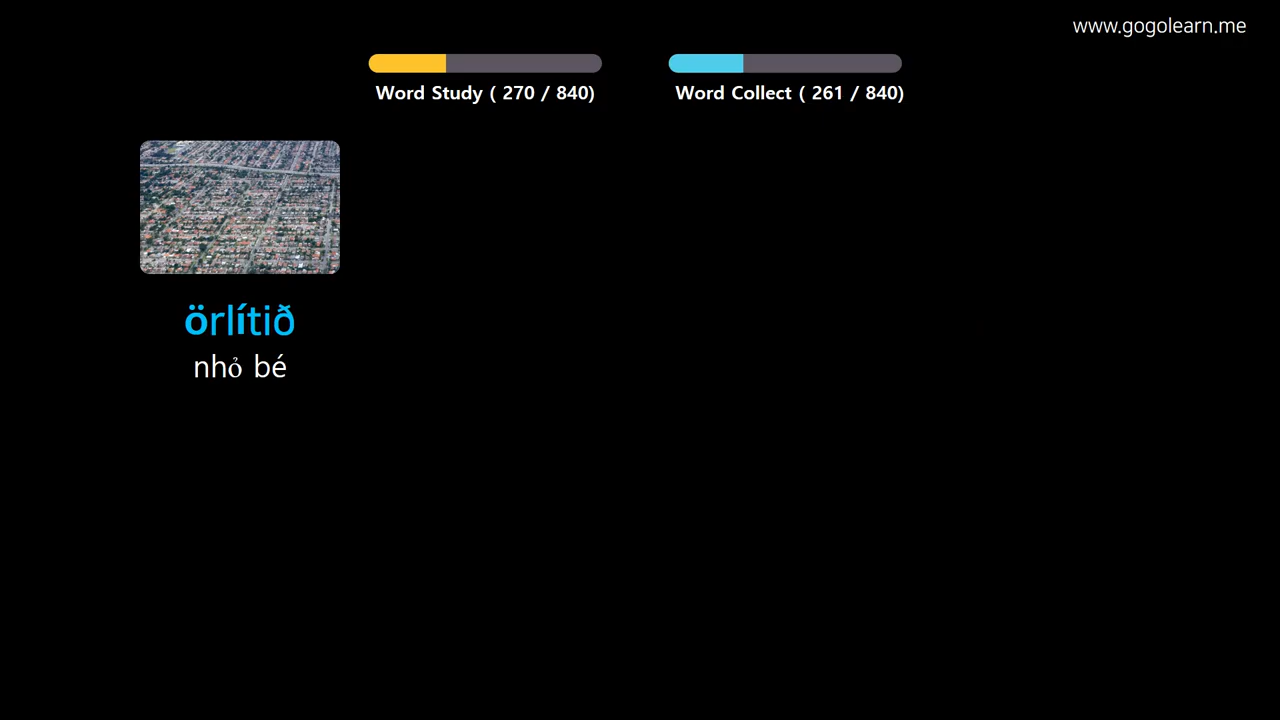 www.gogolearn.me
Word Study ( 270 / 840)
Word Collect ( 261 / 840)
örlítið
nhỏ bé